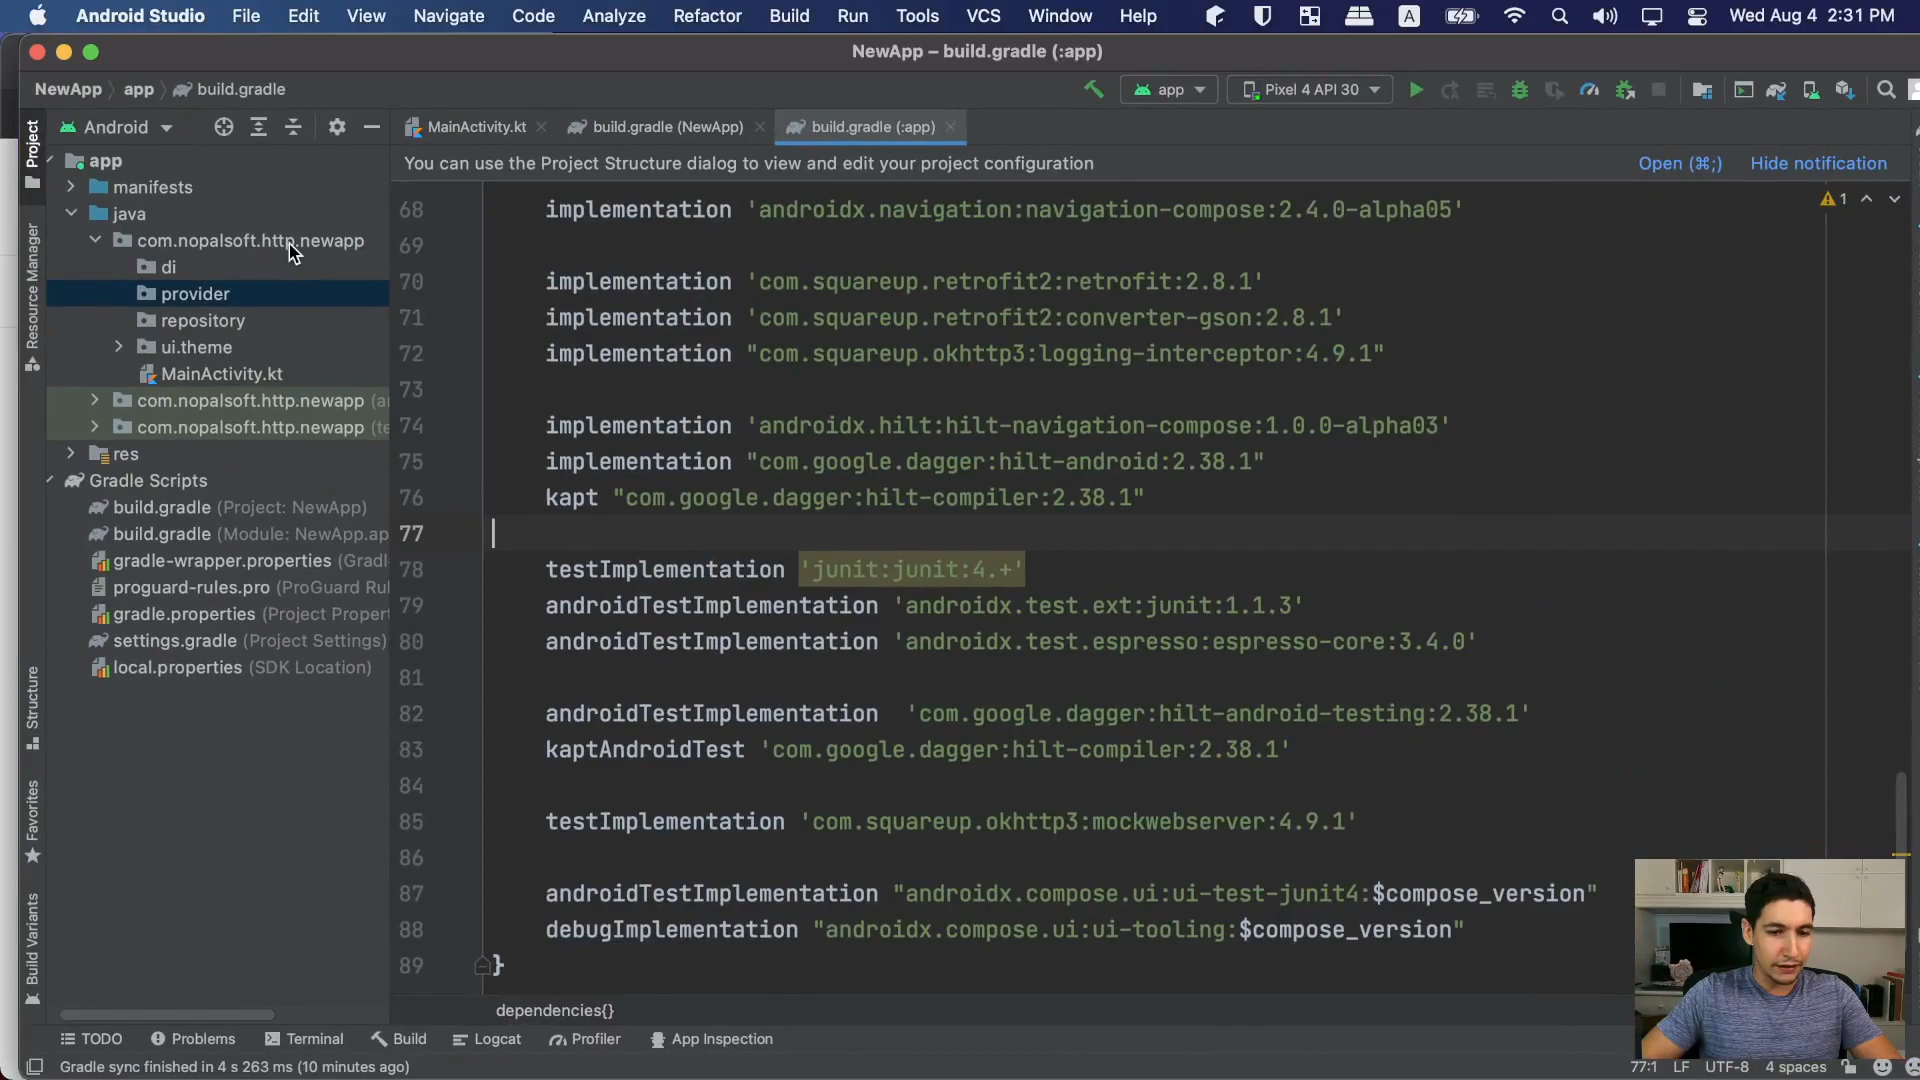 Android Studio File Edit View Navigate Code Analyze Refactor Build Run Tools VCS Window Help A Wed Aug 4 2:31 PM
NewApp – build.gradle (:app)
NewApp app build.gradle app Pixel 4 API 30
Project
Resource Manager
Structure
Favorites
Build Variants
Android
app
manifests
java
com.nopalsoft.http.newapp
di
provider
repository
ui.theme
MainActivity.kt
com.nopalsoft.http.newapp (a
com.nopalsoft.http.newapp (te
res
Gradle Scripts
build.gradle (Project: NewApp)
build.gradle (Module: NewApp.ap
gradle-wrapper.properties (Gradl
proguard-rules.pro (ProGuard Rul
gradle.properties (Project Proper
settings.gradle (Project Settings)
local.properties (SDK Location)
MainActivity.kt build.gradle (NewApp) build.gradle (:app)
You can use the Project Structure dialog to view and edit your project configuration Open (⌘;) Hide notification
1
68 implementation 'androidx.navigation:navigation-compose:2.4.0-alpha05'
69
70 implementation 'com.squareup.retrofit2:retrofit:2.8.1'
71 implementation 'com.squareup.retrofit2:converter-gson:2.8.1'
72 implementation "com.squareup.okhttp3:logging-interceptor:4.9.1"
73
74 implementation 'androidx.hilt:hilt-navigation-compose:1.0.0-alpha03'
75 implementation "com.google.dagger:hilt-android:2.38.1"
76 kapt "com.google.dagger:hilt-compiler:2.38.1"
77
78 testImplementation 'junit:junit:4.+'
79 androidTestImplementation 'androidx.test.ext:junit:1.1.3'
80 androidTestImplementation 'androidx.test.espresso:espresso-core:3.4.0'
81
82 androidTestImplementation 'com.google.dagger:hilt-android-testing:2.38.1'
83 kaptAndroidTest 'com.google.dagger:hilt-compiler:2.38.1'
84
85 testImplementation 'com.squareup.okhttp3:mockwebserver:4.9.1'
86
87 androidTestImplementation "androidx.compose.ui:ui-test-junit4:$compose_version"
88 debugImplementation "androidx.compose.ui:ui-tooling:$compose_version"
89 }
dependencies{}
TODO Problems Terminal Build Logcat Profiler App Inspection
Gradle sync finished in 4 s 263 ms (10 minutes ago) 77:1 LF UTF-8 4 spaces